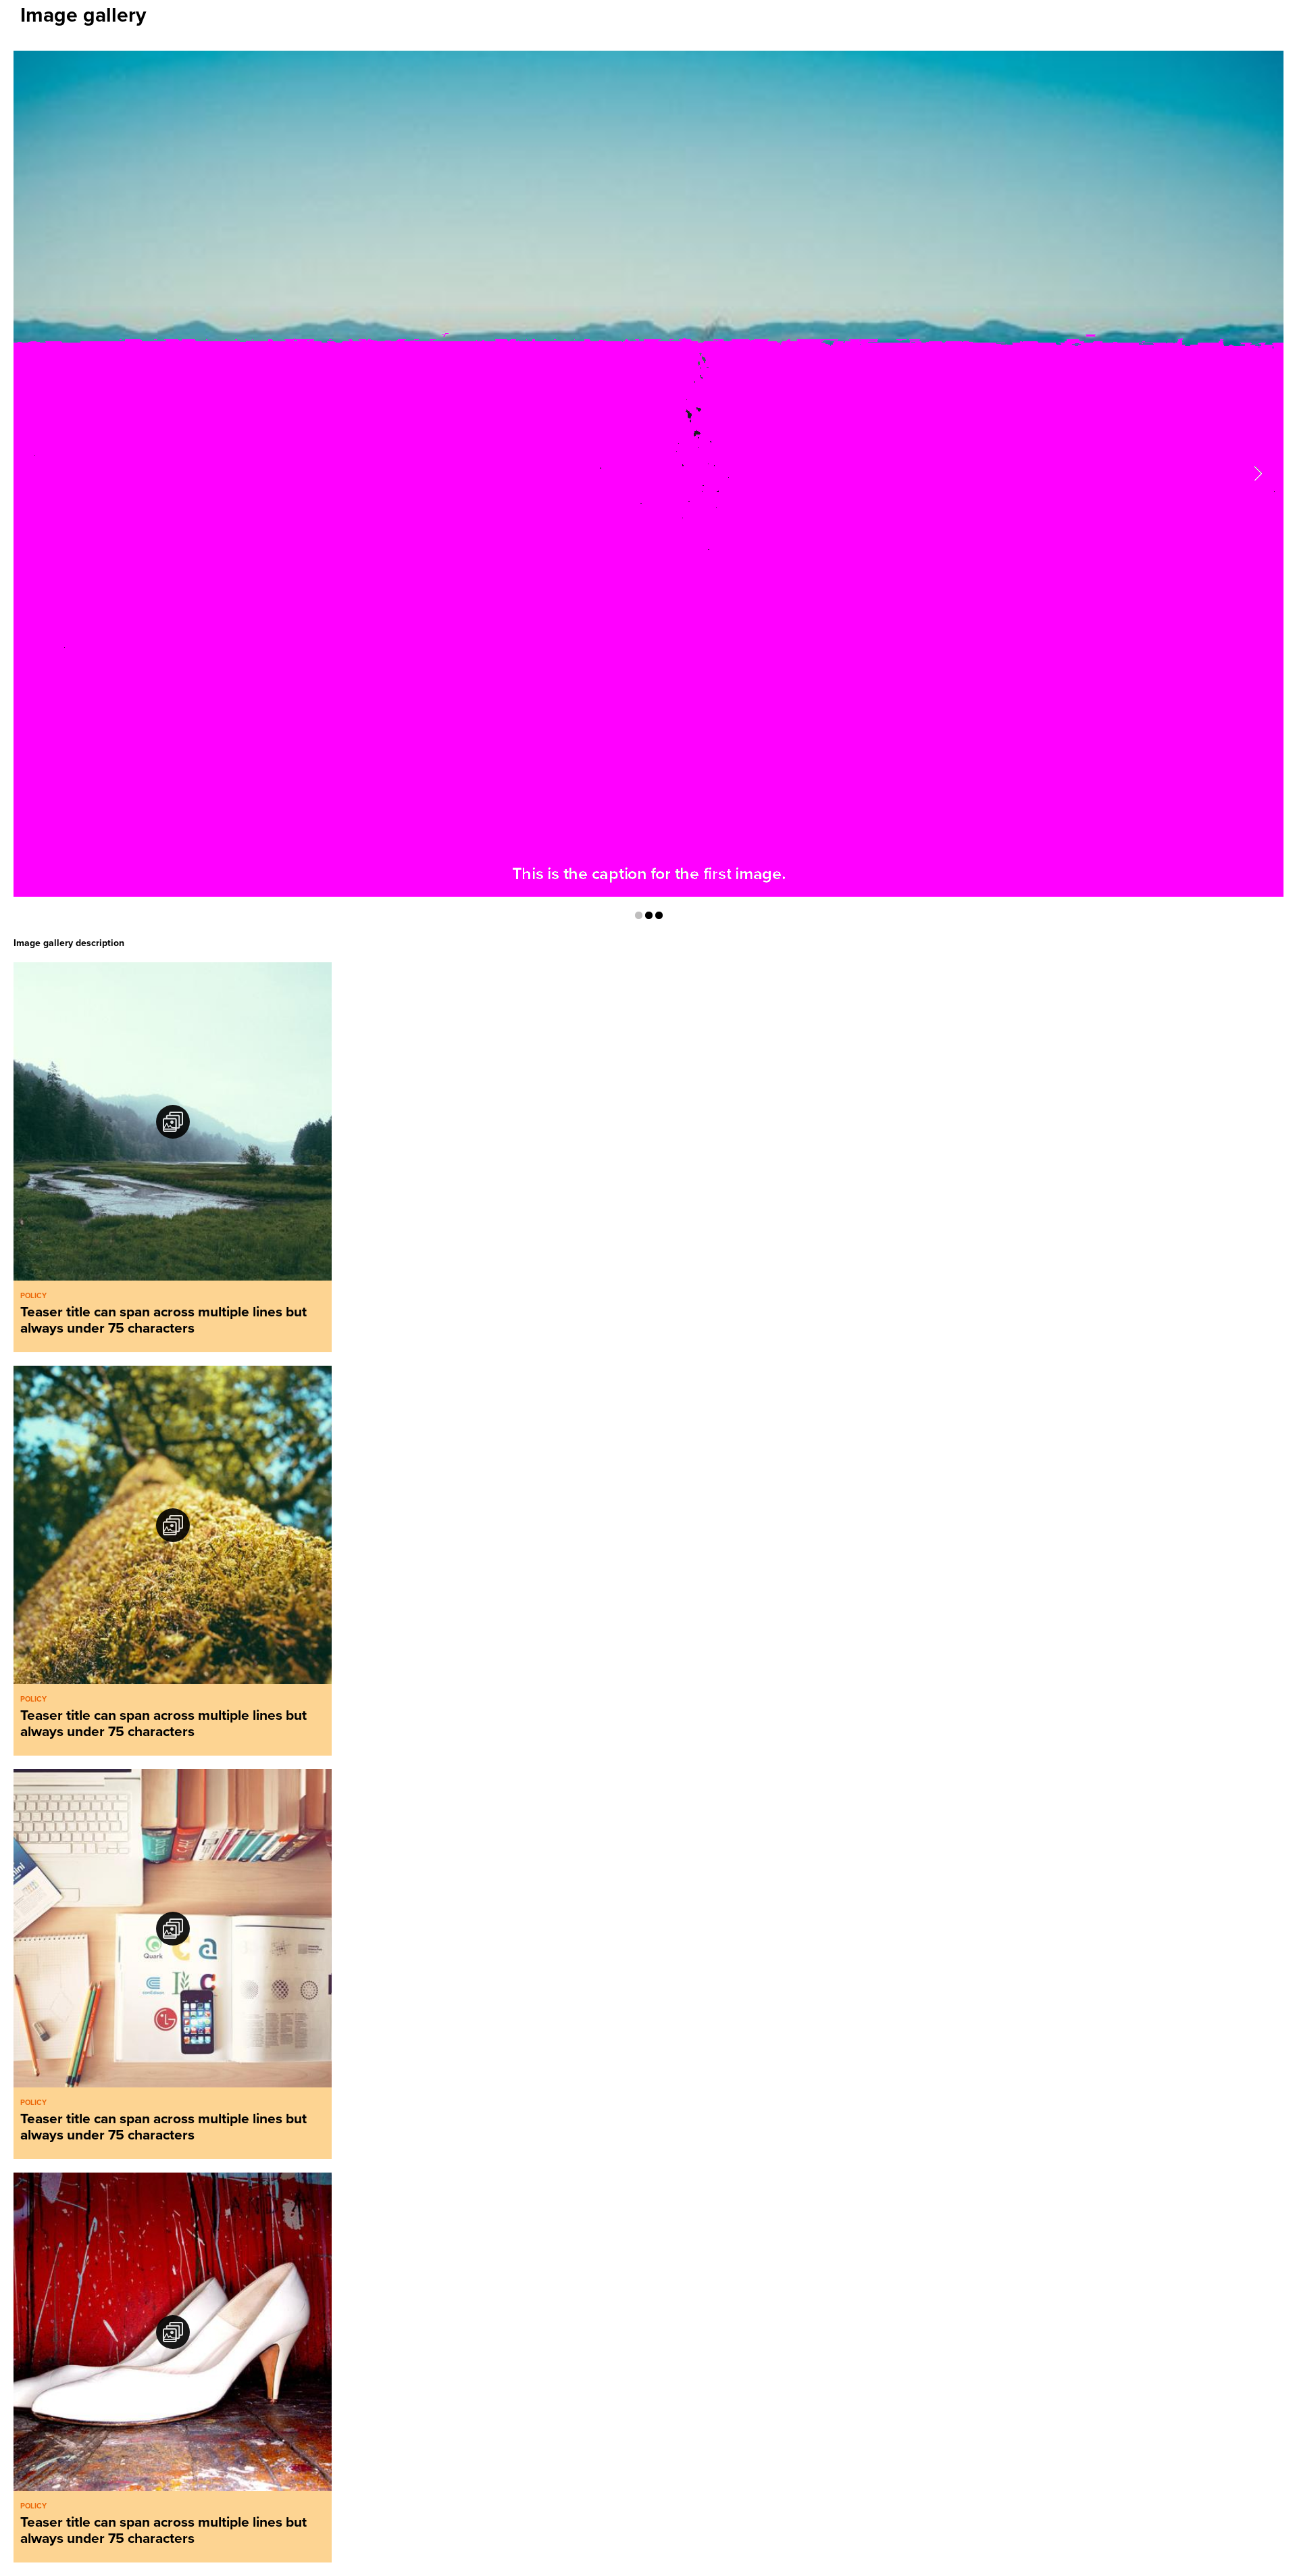 Image gallery
This is the caption for the first image.
Image gallery description
POLICY
Teaser title can span across multiple lines but
always under 75 characters
POLICY
Teaser title can span across multiple lines but
always under 75 characters
Quark
POLICY
Teaser title can span across multiple lines but
always under 75 characters
POLICY
Teaser title can span across multiple lines but
always under 75 characters